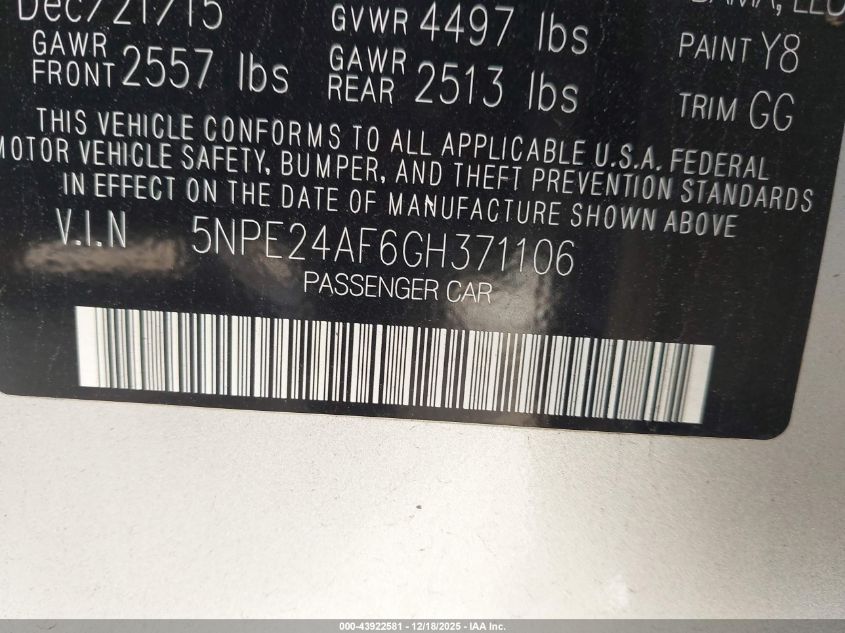 Dec/21/15 GVWR 4497 lbs BAMA, LLC
GAWR FRONT 2557 lbs GAWR REAR 2513 lbs PAINT Y8
TRIM GG
THIS VEHICLE CONFORMS TO ALL APPLICABLE U.S.A. FEDERAL
MOTOR VEHICLE SAFETY, BUMPER, AND THEFT PREVENTION STANDARDS
IN EFFECT ON THE DATE OF MANUFACTURE SHOWN ABOVE
V.I.N 5NPE24AF6GH371106
PASSENGER CAR
000-43922581 - 12/18/2025 - IAA Inc.